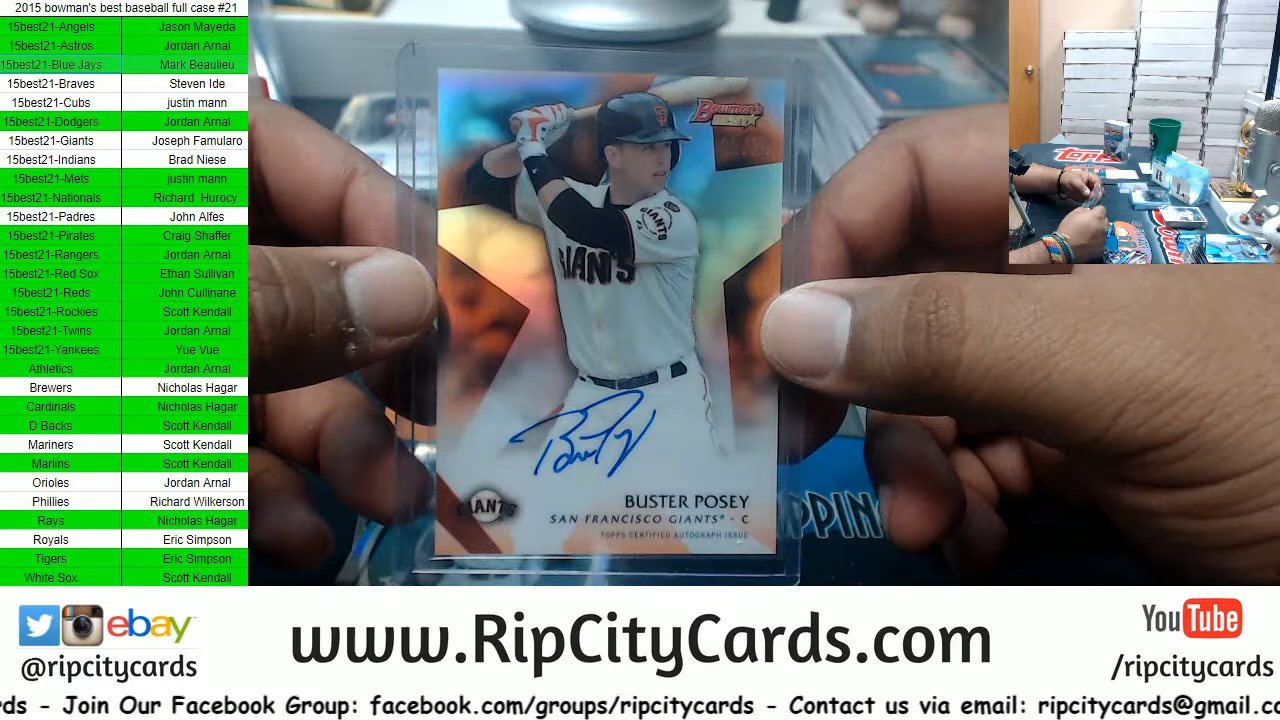 2015 bowman's best baseball full case #21
15best21-Angels Jason Mayeda
15best21-Astros Jordan Arnal
15best21-Blue Jays Mark Beaulieu
15best21-Braves Steven Ide
15best21-Cubs justin mann
15best21-Dodgers Jordan Arnal
15best21-Giants Joseph Famularo
15best21-Indians Brad Niese
15best21-Mets justin mann
15best21-Nationals Richard Hurocy
15best21-Padres John Alfes
15best21-Pirates Craig Shaffer
15best21-Rangers Jordan Arnal
15best21-Red Sox Ethan Sullivan
15best21-Reds John Cullinane
15best21-Rockies Scott Kendall
15best21-Twins Jordan Arnal
15best21-Yankees Yue Vue
Athletics Jordan Arnal
Brewers Nicholas Hagar
Cardinals Nicholas Hagar
D Backs Scott Kendall
Mariners Scott Kendall
Marlins Scott Kendall
Orioles Jordan Arnal
Phillies Richard Wilkerson
Rays Nicholas Hagar
Royals Eric Simpson
Tigers Eric Simpson
White Sox Scott Kendall
Bowman's
BEST
GIANTS
GIANTS
GIANTS
BUSTER POSEY
SAN FRANCISCO GIANTS® · C
TOPPS CERTIFIED AUTOGRAPH ISSUE
PPIN
topps
ebay
@ripcitycards
www.RipCityCards.com
YouTube
/ripcitycards
ds - Join Our Facebook Group: facebook.com/groups/ripcitycards - Contact us via email: ripcitycards@gmail.c